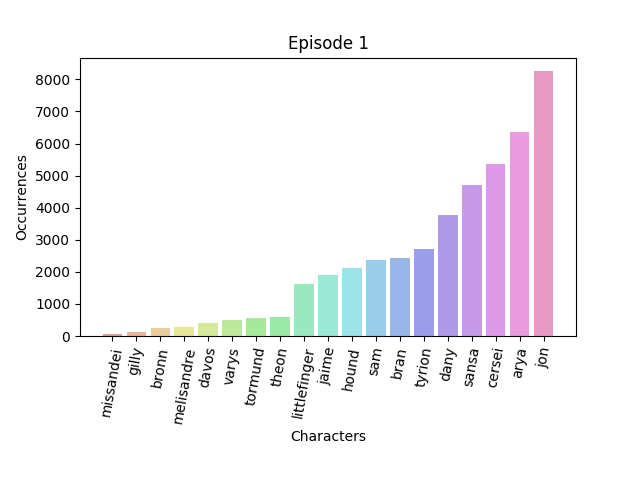 Episode 1
Occurrences
8000
7000
6000
5000
4000
3000
2000
1000
0
missandei
gilly
bronn
melisandre
davos
varys
tormund
theon
littlefinger
jaime
hound
sam
bran
tyrion
dany
sansa
cersei
arya
jon
Characters